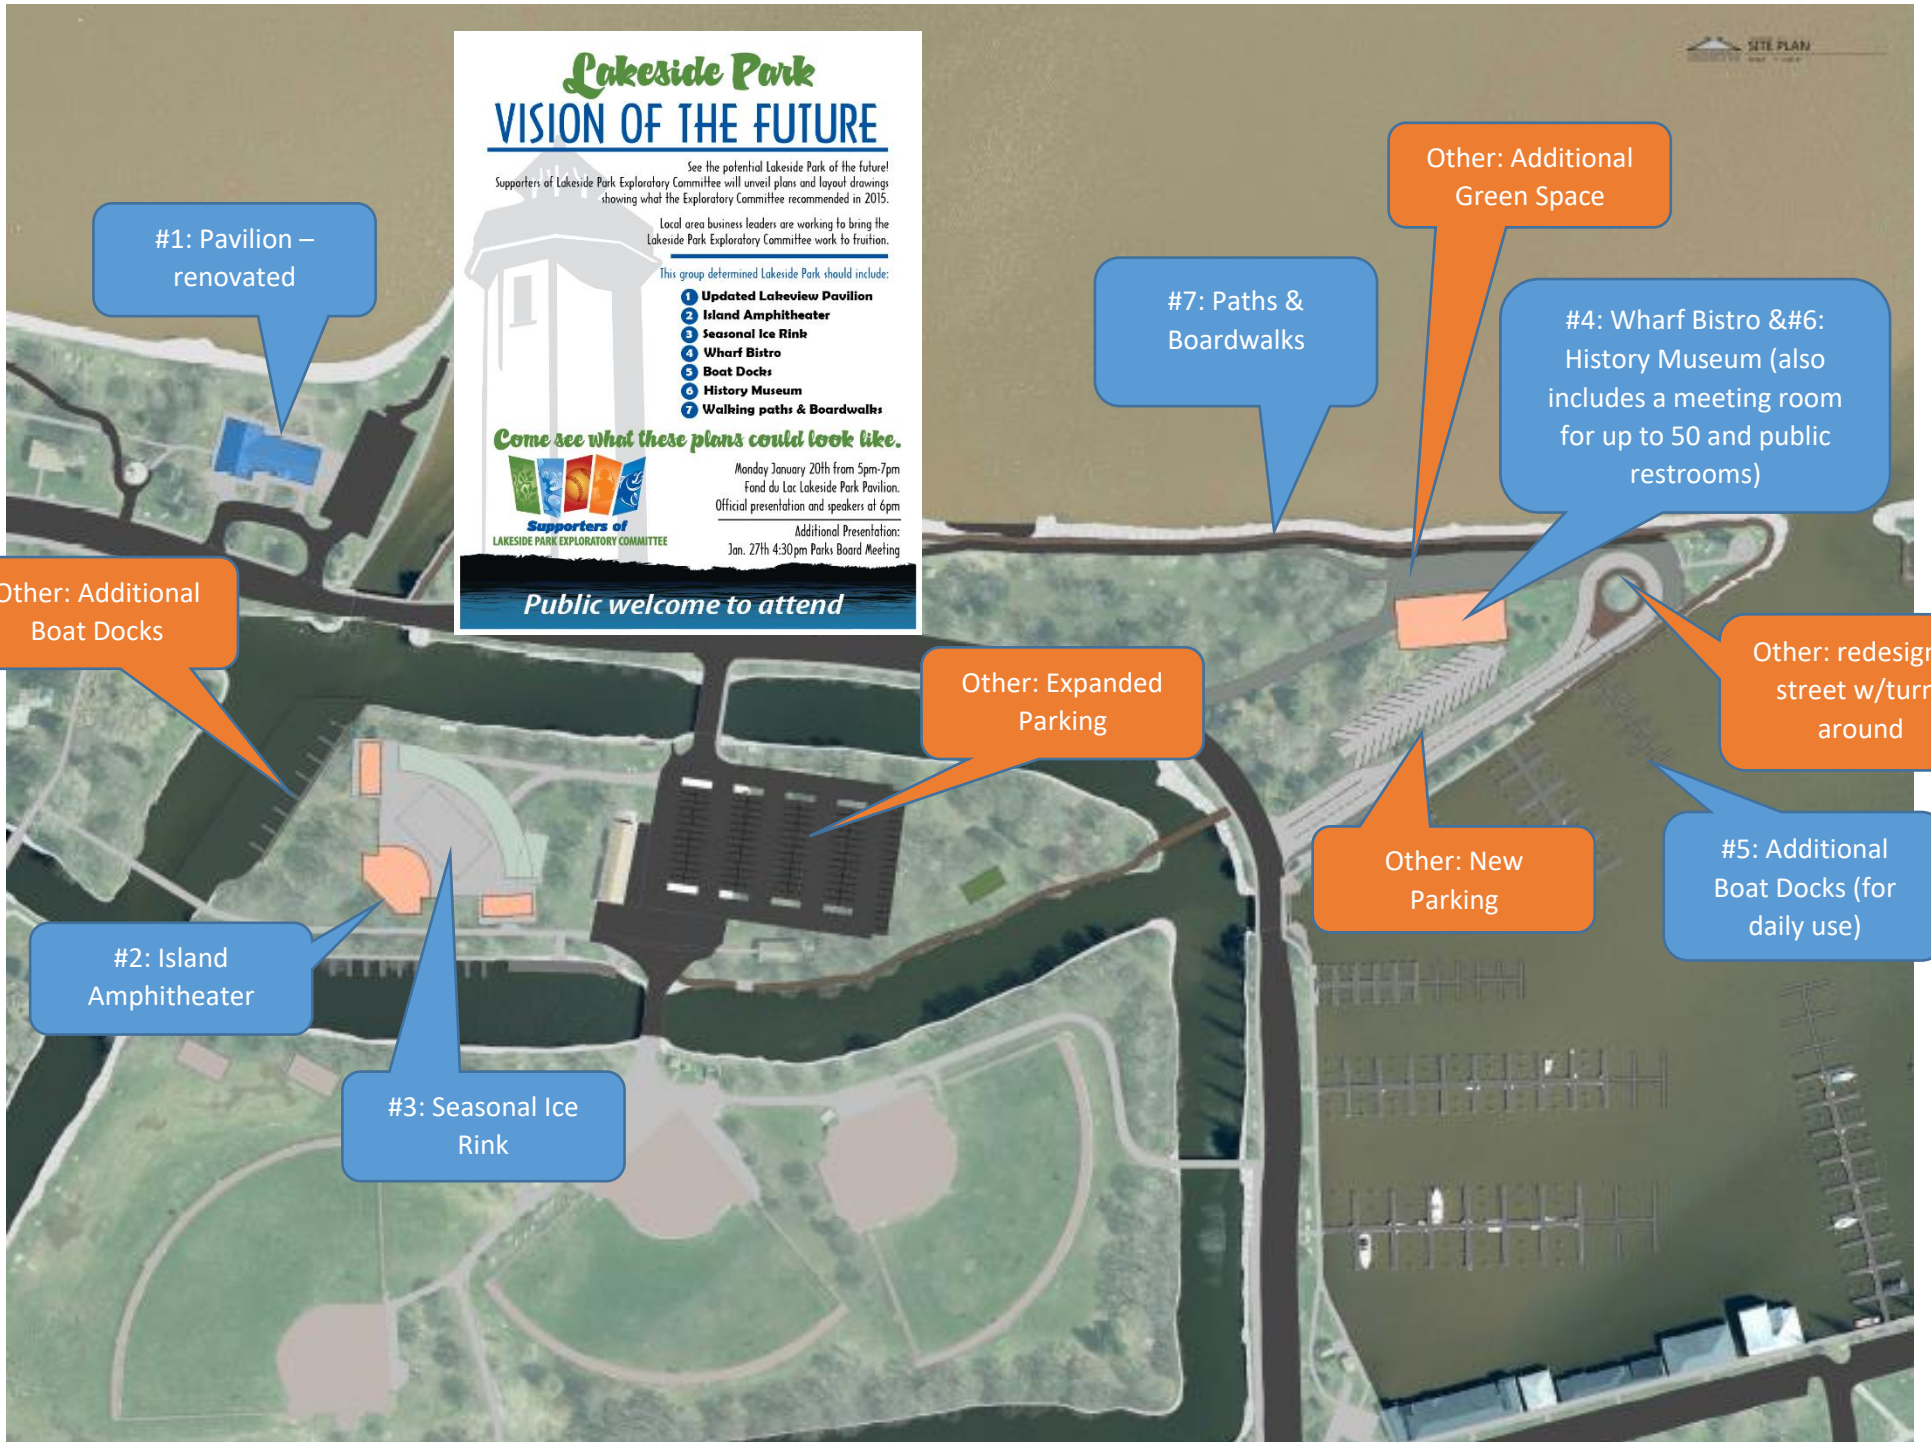 SITE PLAN
Lakeside Park
VISION OF THE FUTURE
See the potential Lakeside Park of the future!
Supporters of Lakeside Park Exploratory Committee will unveil plans and layout drawings
showing what the Exploratory Committee recommended in 2015.
Local area business leaders are working to bring the
Lakeside Park Exploratory Committee work to fruition.
This group determined Lakeside Park should include:
1 Updated Lakeview Pavilion
2 Island Amphitheater
3 Seasonal Ice Rink
4 Wharf Bistro
5 Boat Docks
6 History Museum
7 Walking paths & Boardwalks
Come see what these plans could look like.
Monday January 20th from 5pm-7pm
Fond du Lac Lakeside Park Pavilion.
Official presentation and speakers at 6pm
Additional Presentation:
Jan. 27th 4:30pm Parks Board Meeting
Supporters of
LAKESIDE PARK EXPLORATORY COMMITTEE
Public welcome to attend
#1: Pavilion –
renovated
Other: Additional
Green Space
#7: Paths &
Boardwalks
#4: Wharf Bistro &#6:
History Museum (also
includes a meeting room
for up to 50 and public
restrooms)
Other: Additional
Boat Docks
Other: Expanded
Parking
Other: redesign
street w/turn
around
Other: New
Parking
#5: Additional
Boat Docks (for
daily use)
#2: Island
Amphitheater
#3: Seasonal Ice
Rink